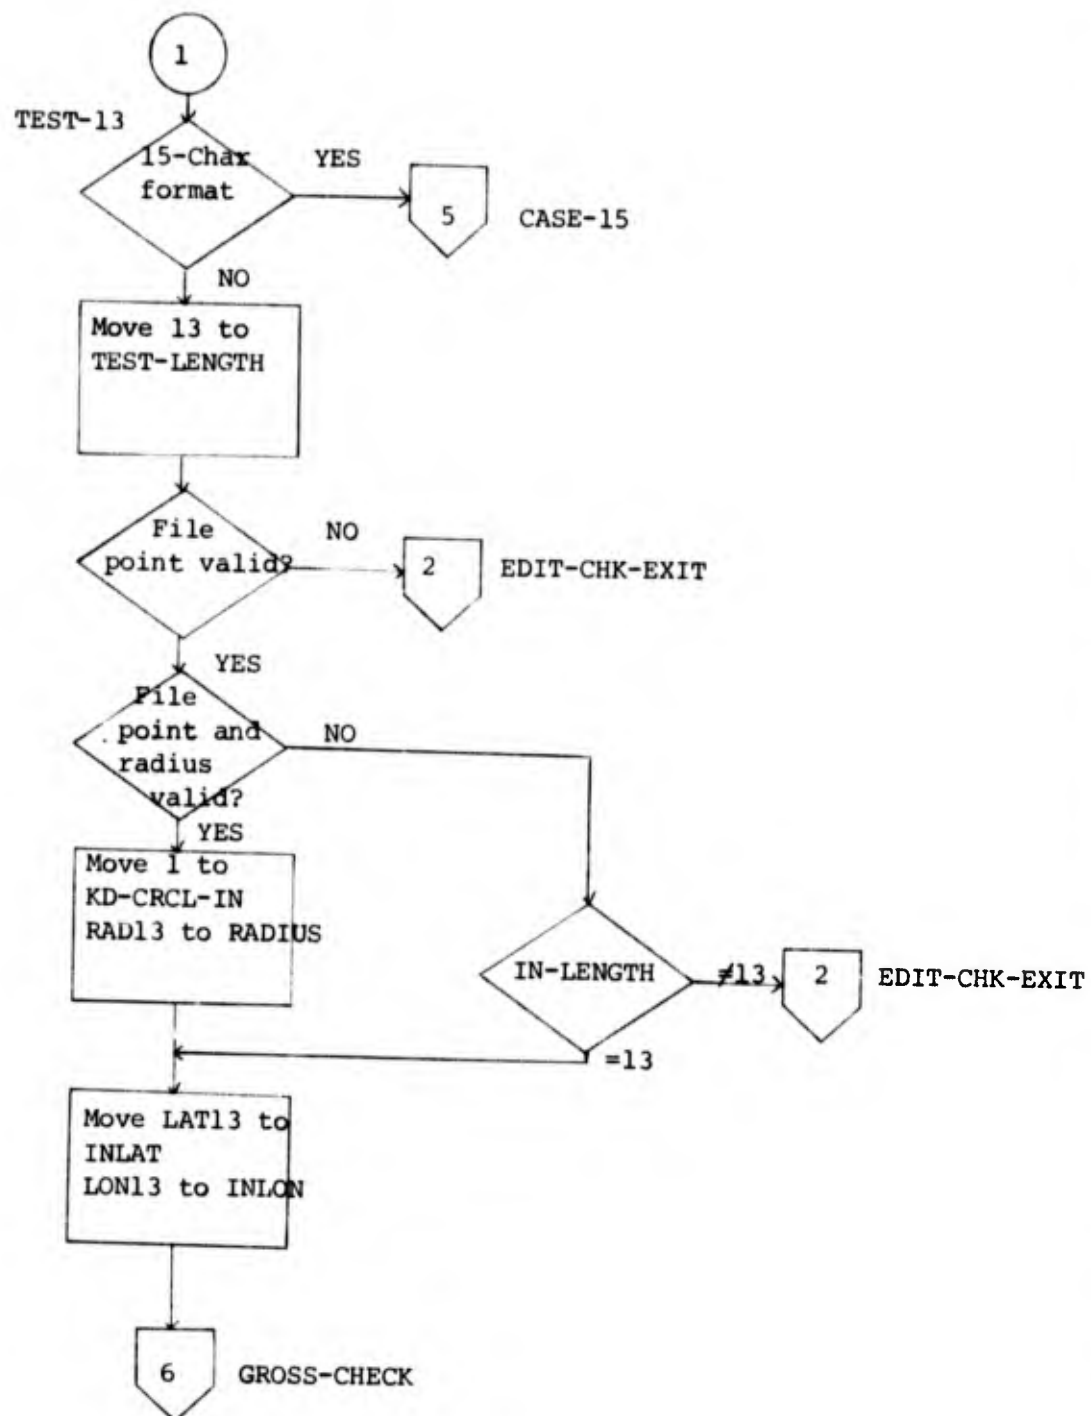 1
TEST-13
15-Char
format
YES
5
CASE-15
NO
Move 13 to
TEST-LENGTH
File
point valid?
NO
2
EDIT-CHK-EXIT
YES
File
point and
radius
valid?
NO
YES
Move 1 to
KD-CRCL-IN
RAD13 to RADIUS
IN-LENGTH
≠13
2
EDIT-CHK-EXIT
=13
Move LAT13 to
INLAT
LON13 to INLON
6
GROSS-CHECK